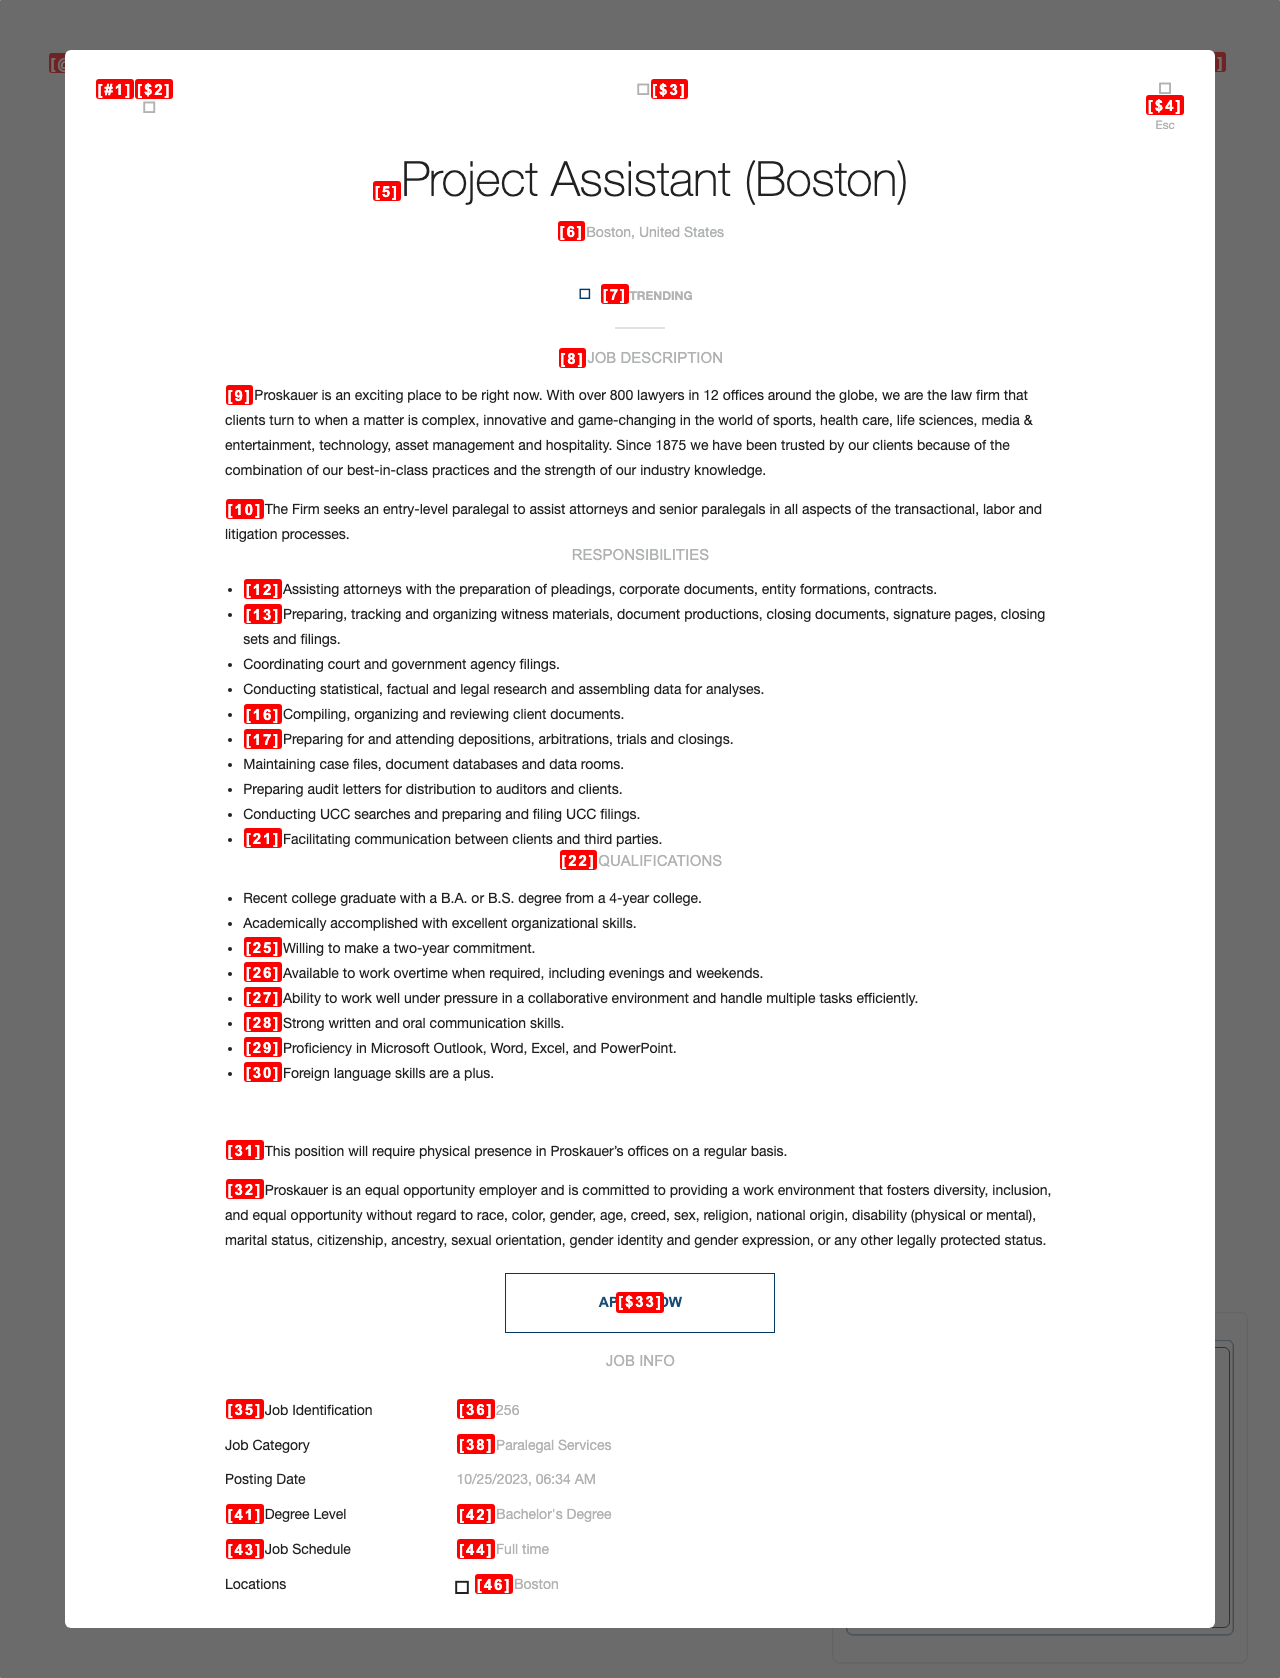 [#1] [$2] [$3] [$4]
Esc
[5] Project Assistant (Boston)
[6] Boston, United States
[7] TRENDING
[8] JOB DESCRIPTION
[9] Proskauer is an exciting place to be right now. With over 800 lawyers in 12 offices around the globe, we are the law firm that
clients turn to when a matter is complex, innovative and game-changing in the world of sports, health care, life sciences, media &
entertainment, technology, asset management and hospitality. Since 1875 we have been trusted by our clients because of the
combination of our best-in-class practices and the strength of our industry knowledge.
[10] The Firm seeks an entry-level paralegal to assist attorneys and senior paralegals in all aspects of the transactional, labor and
litigation processes.
RESPONSIBILITIES
• [12] Assisting attorneys with the preparation of pleadings, corporate documents, entity formations, contracts.
• [13] Preparing, tracking and organizing witness materials, document productions, closing documents, signature pages, closing
sets and filings.
• Coordinating court and government agency filings.
• Conducting statistical, factual and legal research and assembling data for analyses.
• [16] Compiling, organizing and reviewing client documents.
• [17] Preparing for and attending depositions, arbitrations, trials and closings.
• Maintaining case files, document databases and data rooms.
• Preparing audit letters for distribution to auditors and clients.
• Conducting UCC searches and preparing and filing UCC filings.
• [21] Facilitating communication between clients and third parties.
[22] QUALIFICATIONS
• Recent college graduate with a B.A. or B.S. degree from a 4-year college.
• Academically accomplished with excellent organizational skills.
• [25] Willing to make a two-year commitment.
• [26] Available to work overtime when required, including evenings and weekends.
• [27] Ability to work well under pressure in a collaborative environment and handle multiple tasks efficiently.
• [28] Strong written and oral communication skills.
• [29] Proficiency in Microsoft Outlook, Word, Excel, and PowerPoint.
• [30] Foreign language skills are a plus.
[31] This position will require physical presence in Proskauer’s offices on a regular basis.
[32] Proskauer is an equal opportunity employer and is committed to providing a work environment that fosters diversity, inclusion,
and equal opportunity without regard to race, color, gender, age, creed, sex, religion, national origin, disability (physical or mental),
marital status, citizenship, ancestry, sexual orientation, gender identity and gender expression, or any other legally protected status.
[$33]
JOB INFO
[35] Job Identification [36] 256
Job Category [38] Paralegal Services
Posting Date 10/25/2023, 06:34 AM
[41] Degree Level [42] Bachelor's Degree
[43] Job Schedule [44] Full time
Locations [46] Boston